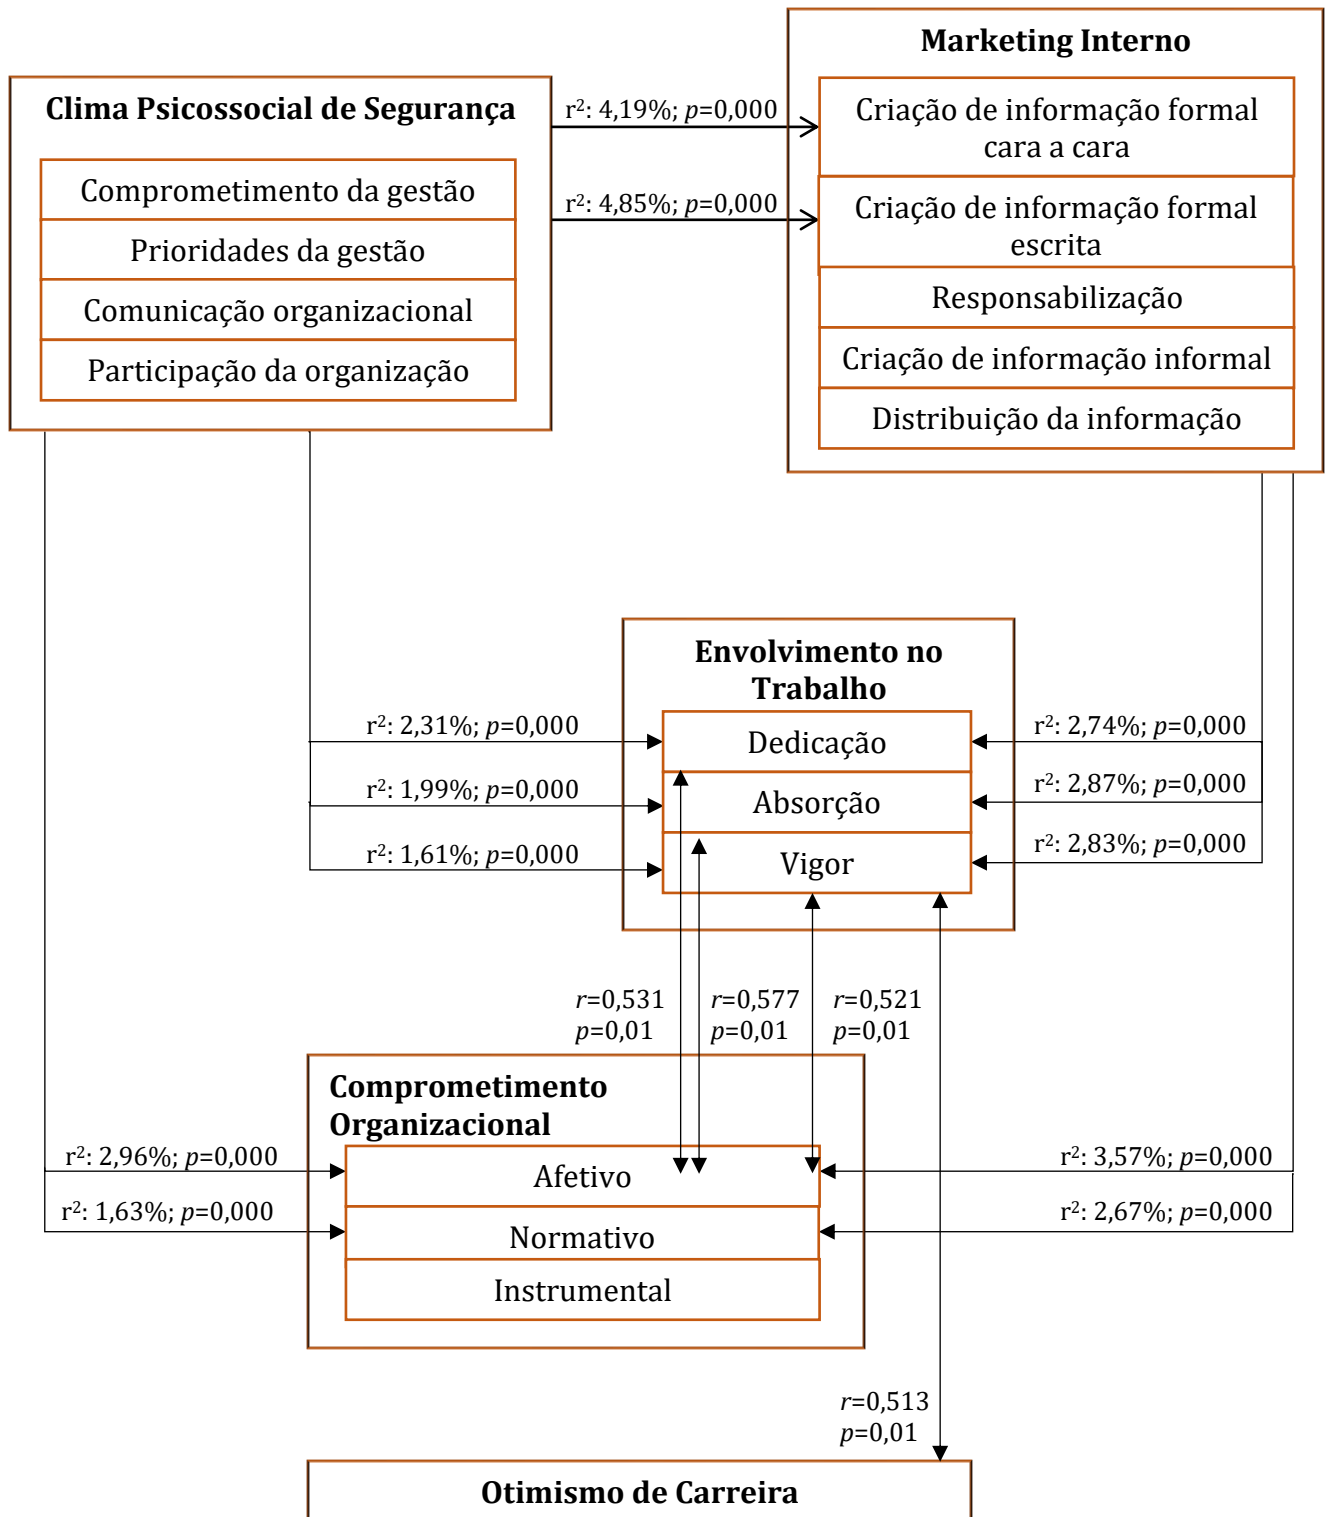 Marketing Interno
Clima Psicossocial de Segurança
r²: 4,19%; p=0,000
Criação de informação formal
cara a cara
Comprometimento da gestão
r²: 4,85%; p=0,000
Criação de informação formal
escrita
Prioridades da gestão
Responsabilização
Comunicação organizacional
Criação de informação informal
Participação da organização
Distribuição da informação
Envolvimento no
Trabalho
r²: 2,31%; p=0,000
Dedicação
r²: 2,74%; p=0,000
r²: 1,99%; p=0,000
Absorção
r²: 2,87%; p=0,000
r²: 1,61%; p=0,000
Vigor
r²: 2,83%; p=0,000
r=0,531
p=0,01
r=0,577
p=0,01
r=0,521
p=0,01
Comprometimento
Organizacional
r²: 2,96%; p=0,000
Afetivo
r²: 3,57%; p=0,000
r²: 1,63%; p=0,000
Normativo
r²: 2,67%; p=0,000
Instrumental
r=0,513
p=0,01
Otimismo de Carreira